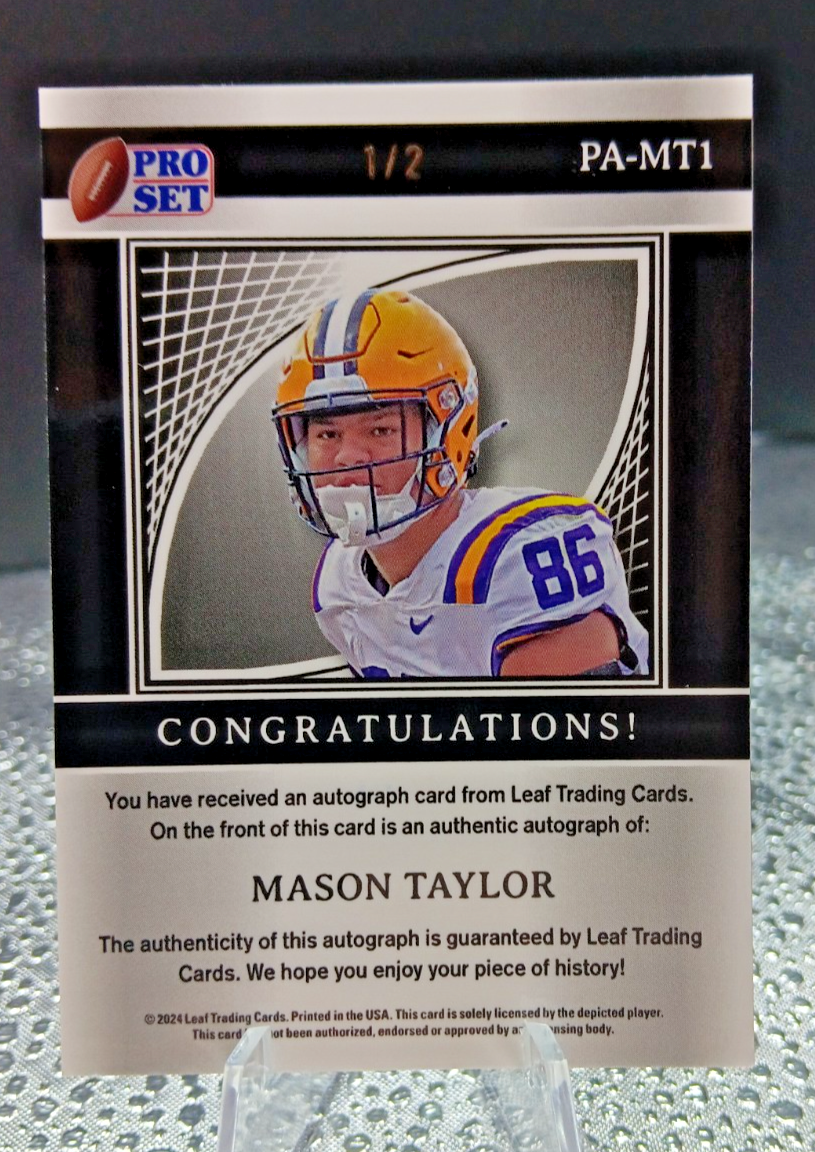 PRO
SET
1/2
PA-MT1
86
CONGRATULATIONS!
You have received an autograph card from Leaf Trading Cards.
On the front of this card is an authentic autograph of:
MASON TAYLOR
The authenticity of this autograph is guaranteed by Leaf Trading
Cards. We hope you enjoy your piece of history!
© 2024 Leaf Trading Cards. Printed in the USA. This card is solely licensed by the depicted player.
This card not been authorized, endorsed or approved by body.